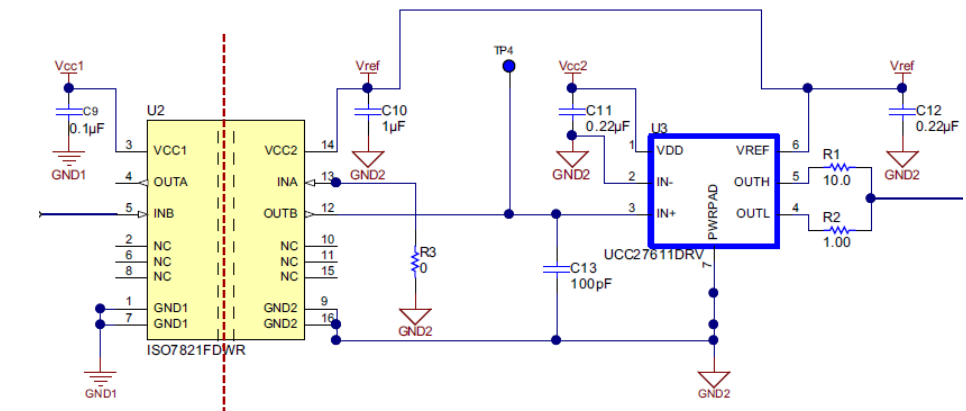 TP4
Vcc1
Vref
Vcc2
Vref
C9
0.1µF
GND1
U2
C10
1µF
GND2
C11
0.22µF
GND2
C12
0.22µF
GND2
U3
3 VCC1
VCC2 14
4 OUTA
INA 13
5 INB
OUTB 12
2 NC
NC 10
6 NC
NC 11
8 NC
NC 15
1 GND1
GND2 9
7 GND1
GND2 16
ISO7821FDWR
GND1
R3
0
GND2
C13
100pF
1 VDD
VREF 6
2 IN-
OUTH 5
3 IN+
OUTL 4
PWRPAD
7
UCC27611DRV
R1
10.0
R2
1.00
GND2